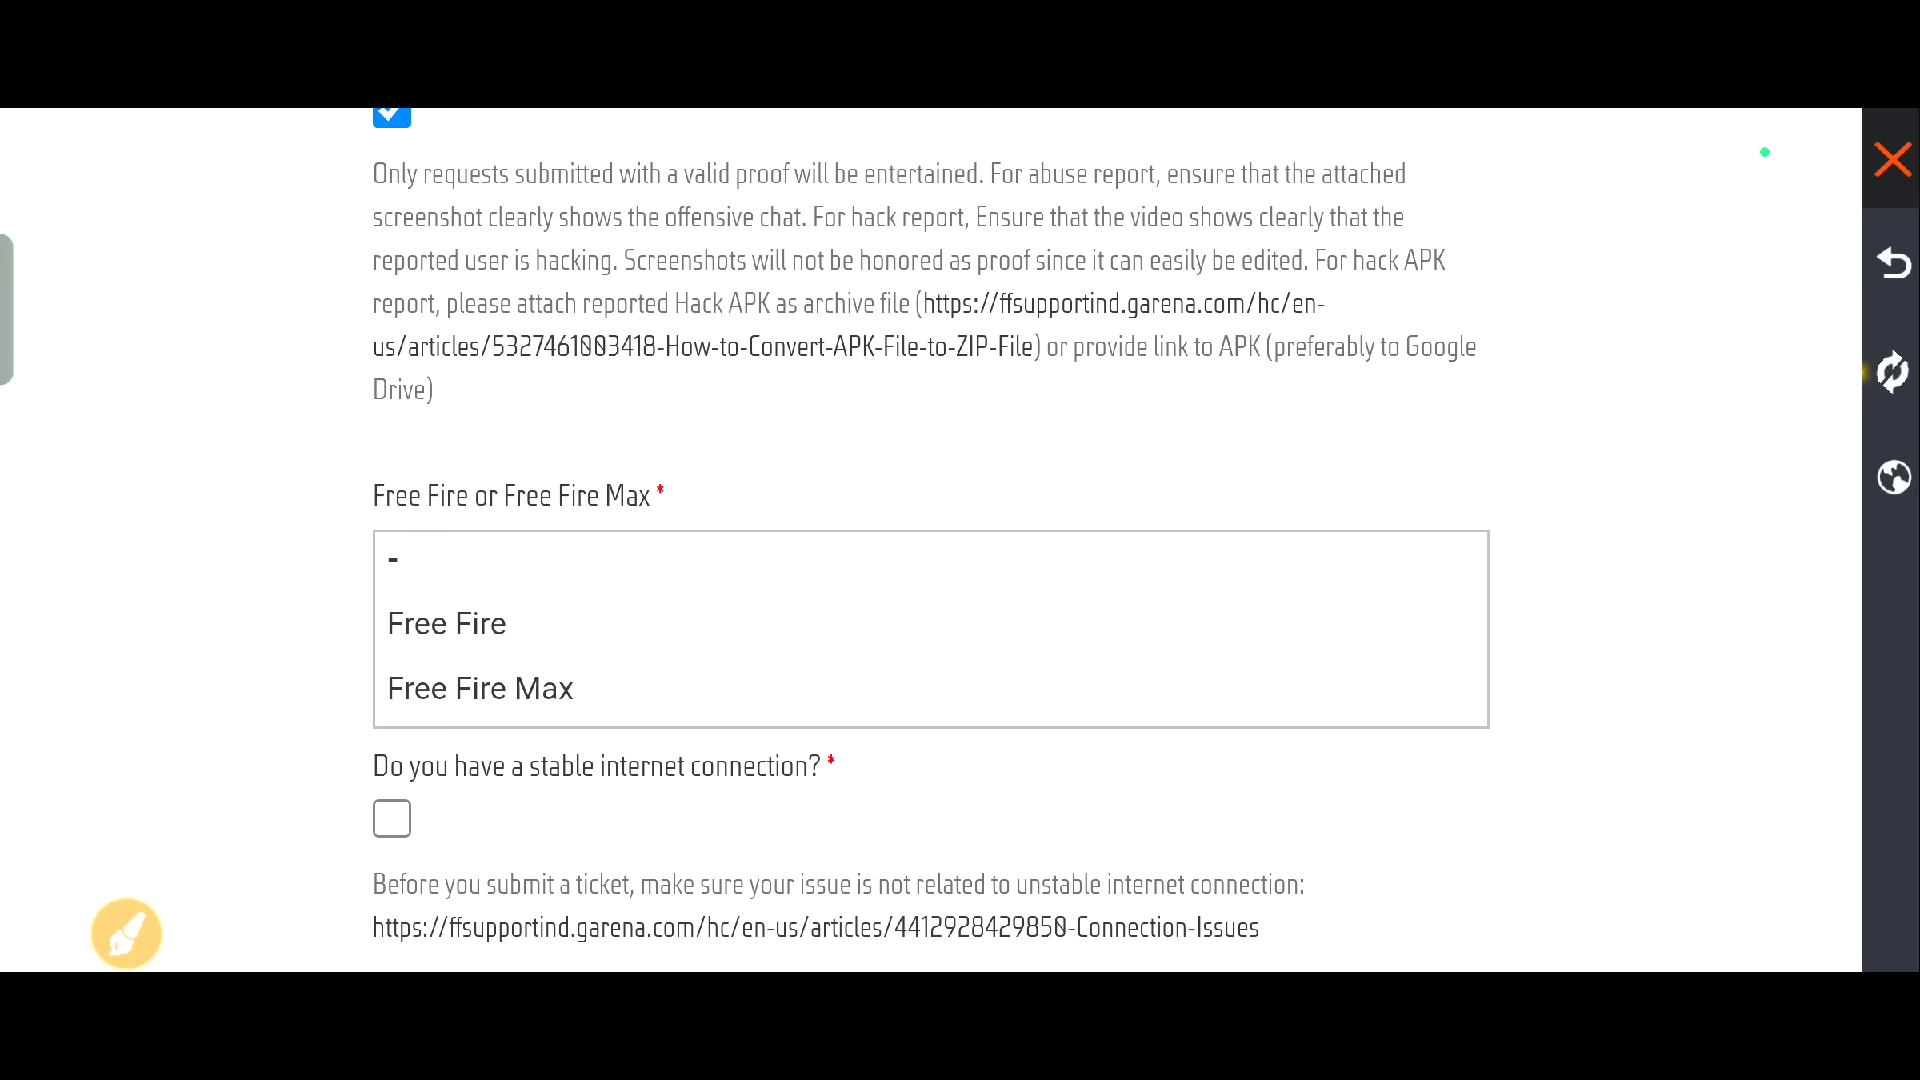 Only requests submitted with a valid proof will be entertained. For abuse report, ensure that the attached
screenshot clearly shows the offensive chat. For hack report, Ensure that the video shows clearly that the
reported user is hacking. Screenshots will not be honored as proof since it can easily be edited. For hack APK
report, please attach reported Hack APK as archive file (https://ffsupportind.garena.com/hc/en-
us/articles/5327461003418-How-to-Convert-APK-File-to-ZIP-File) or provide link to APK (preferably to Google
Drive)
Free Fire or Free Fire Max *
-
Free Fire
Free Fire Max
Do you have a stable internet connection? *
Before you submit a ticket, make sure your issue is not related to unstable internet connection:
https://ffsupportind.garena.com/hc/en-us/articles/4412928429850-Connection-Issues